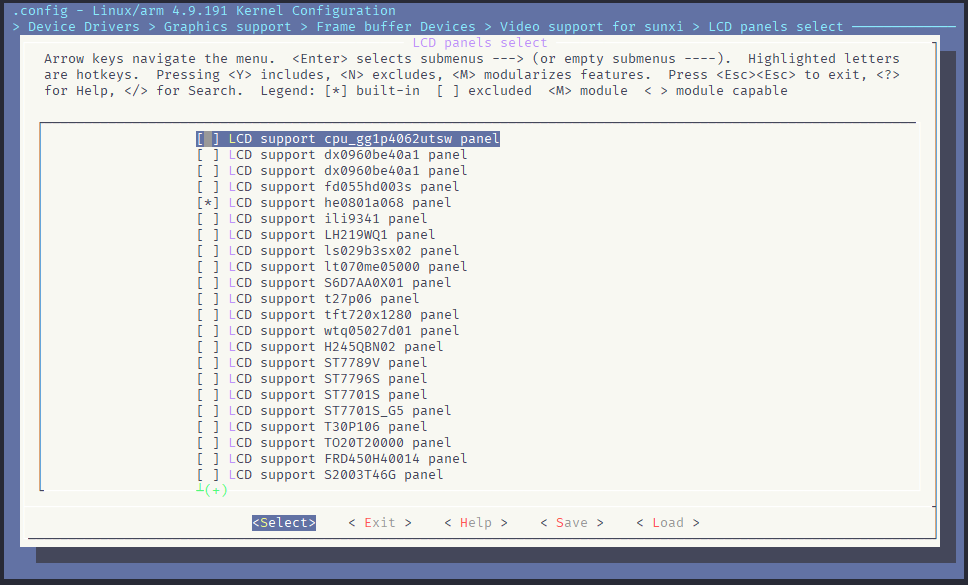 .config - Linux/arm 4.9.191 Kernel Configuration
> Device Drivers > Graphics support > Frame buffer Devices > Video support for sunxi > LCD panels select
LCD panels select
Arrow keys navigate the menu.  <Enter> selects submenus ---> (or empty submenus ----).  Highlighted letters
are hotkeys.  Pressing <Y> includes, <N> excludes, <M> modularizes features.  Press <Esc><Esc> to exit, <?>
for Help, </> for Search.  Legend: [*] built-in  [ ] excluded  <M> module  < > module capable
[ ] LCD support cpu_gg1p4062utsw panel
[ ] LCD support dx0960be40a1 panel
[ ] LCD support dx0960be40a1 panel
[ ] LCD support fd055hd003s panel
[*] LCD support he0801a068 panel
[ ] LCD support ili9341 panel
[ ] LCD support LH219WQ1 panel
[ ] LCD support ls029b3sx02 panel
[ ] LCD support lt070me05000 panel
[ ] LCD support S6D7AA0X01 panel
[ ] LCD support t27p06 panel
[ ] LCD support tft720x1280 panel
[ ] LCD support wtq05027d01 panel
[ ] LCD support H245QBN02 panel
[ ] LCD support ST7789V panel
[ ] LCD support ST7796S panel
[ ] LCD support ST7701S panel
[ ] LCD support ST7701S_G5 panel
[ ] LCD support T30P106 panel
[ ] LCD support TO20T20000 panel
[ ] LCD support FRD450H40014 panel
[ ] LCD support S2003T46G panel
┴(+)
<Select>    < Exit >    < Help >    < Save >    < Load >